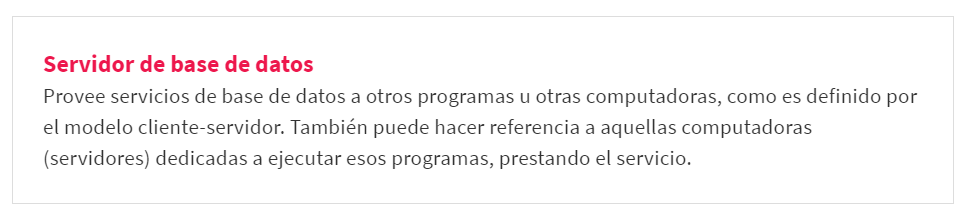 Servidor de base de datos
Provee servicios de base de datos a otros programas u otras computadoras, como es definido por
el modelo cliente-servidor. También puede hacer referencia a aquellas computadoras
(servidores) dedicadas a ejecutar esos programas, prestando el servicio.